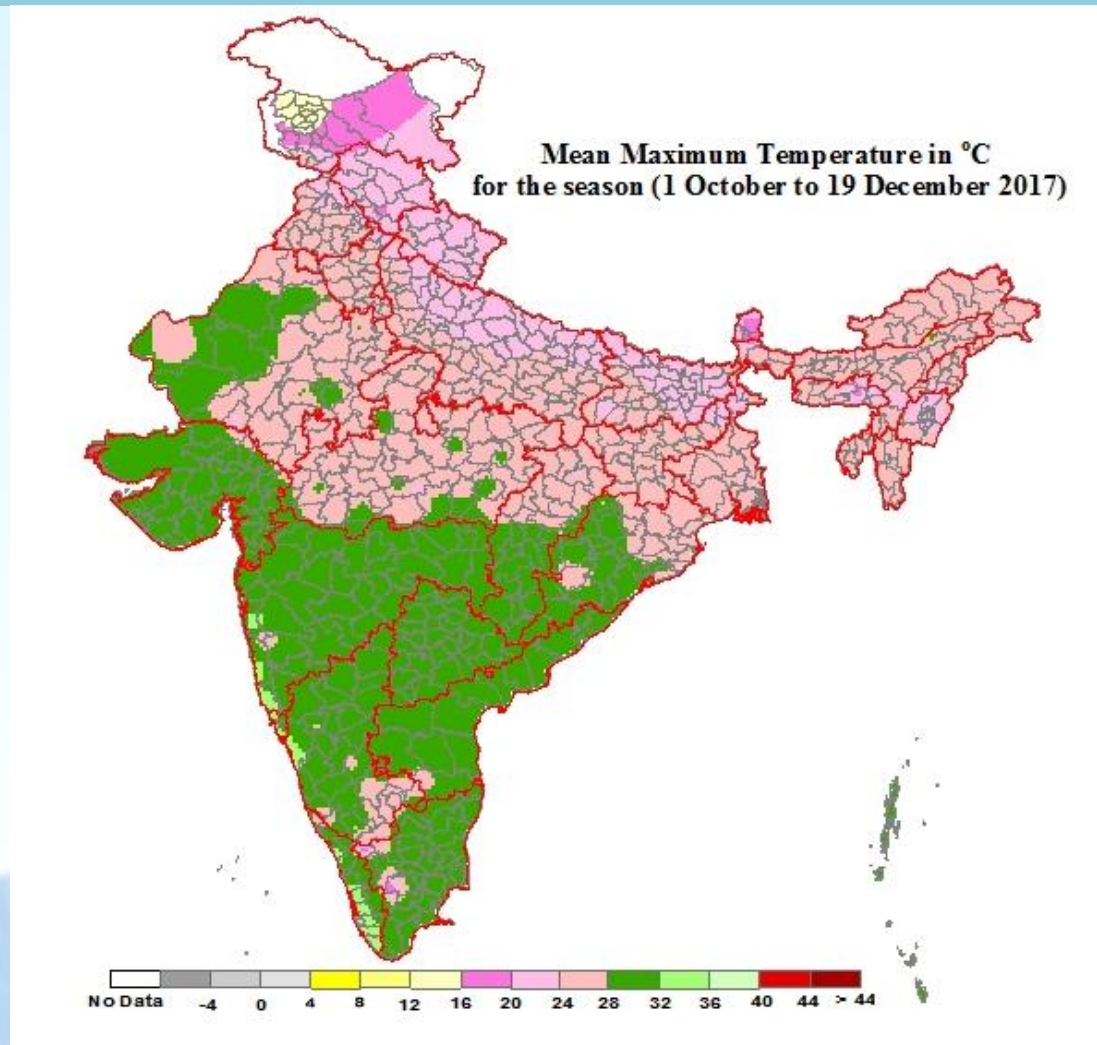 Mean Maximum Temperature in °C
for the season (1 October to 19 December 2017)
No Data -4 0 4 8 12 16 20 24 28 32 36 40 44 > 44